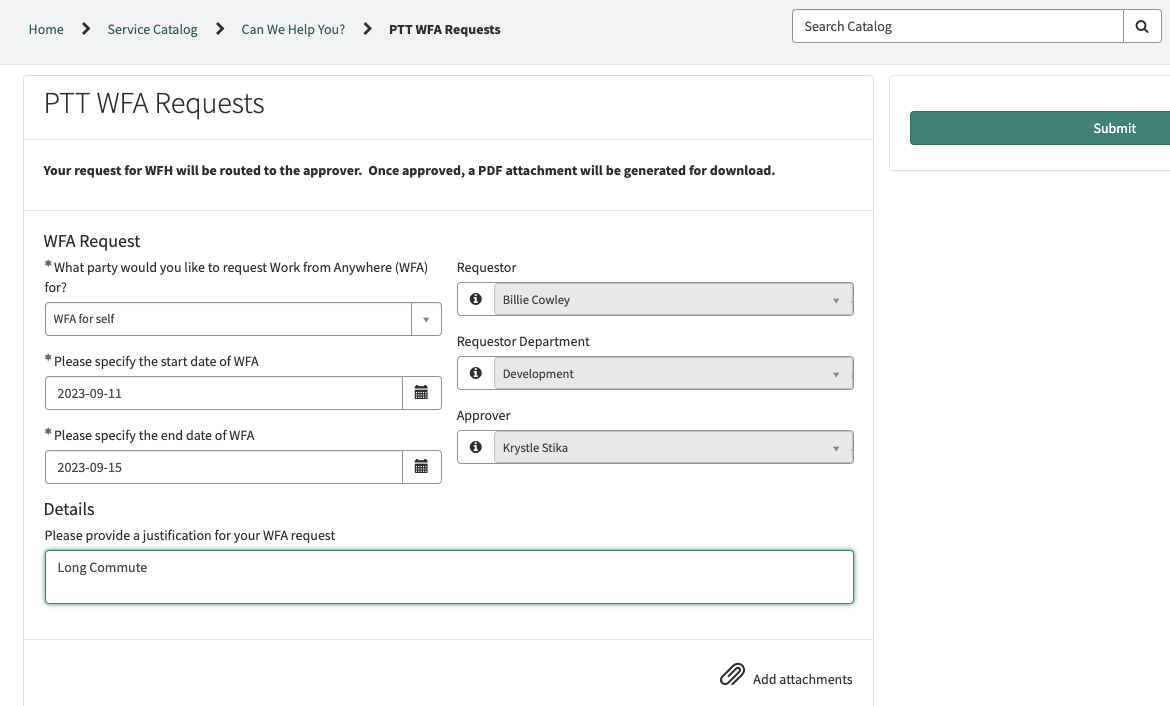 Home > Service Catalog > Can We Help You? > PTT WFA Requests
Search Catalog
PTT WFA Requests
Submit
Your request for WFH will be routed to the approver.  Once approved, a PDF attachment will be generated for download.
WFA Request
* What party would you like to request Work from Anywhere (WFA)
for?
WFA for self
* Please specify the start date of WFA
2023-09-11
* Please specify the end date of WFA
2023-09-15
Requestor
Billie Cowley
Requestor Department
Development
Approver
Krystle Stika
Details
Please provide a justification for your WFA request
Long Commute
Add attachments